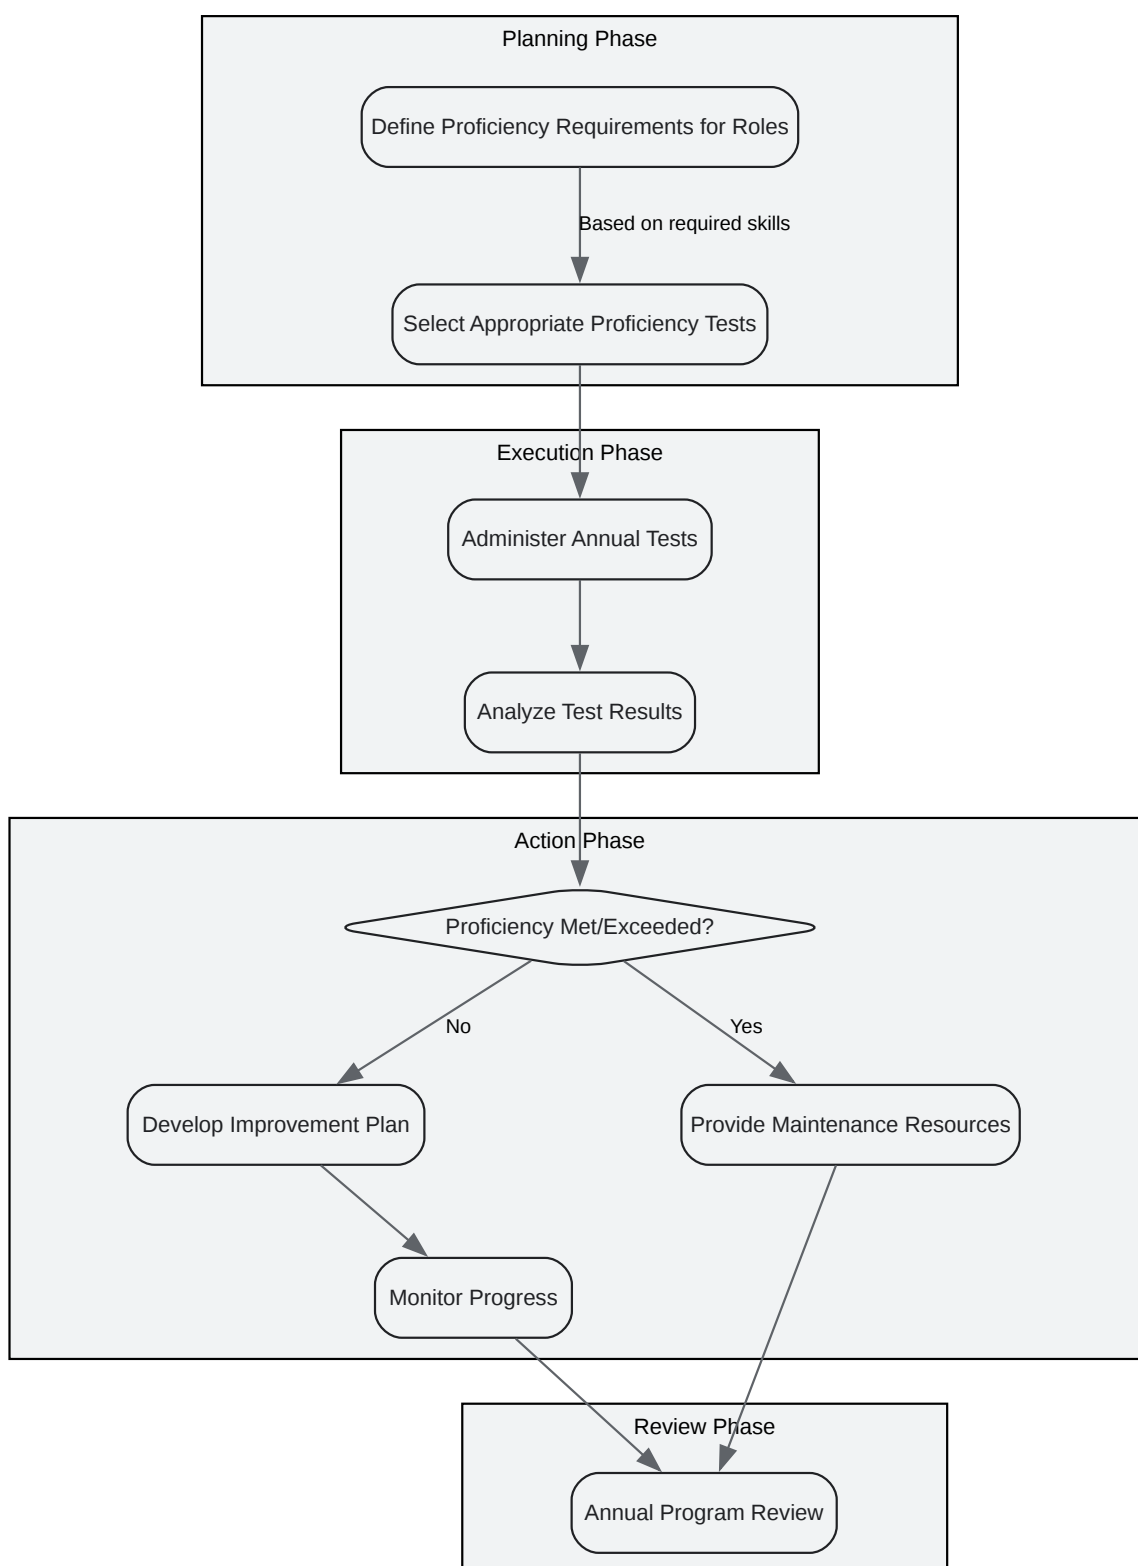 Planning Phase
Define Proficiency Requirements for Roles
Based on required skills
Select Appropriate Proficiency Tests
Execution Phase
Administer Annual Tests
Analyze Test Results
Action Phase
Proficiency Met/Exceeded?
No
Yes
Develop Improvement Plan
Provide Maintenance Resources
Monitor Progress
Review Phase
Annual Program Review